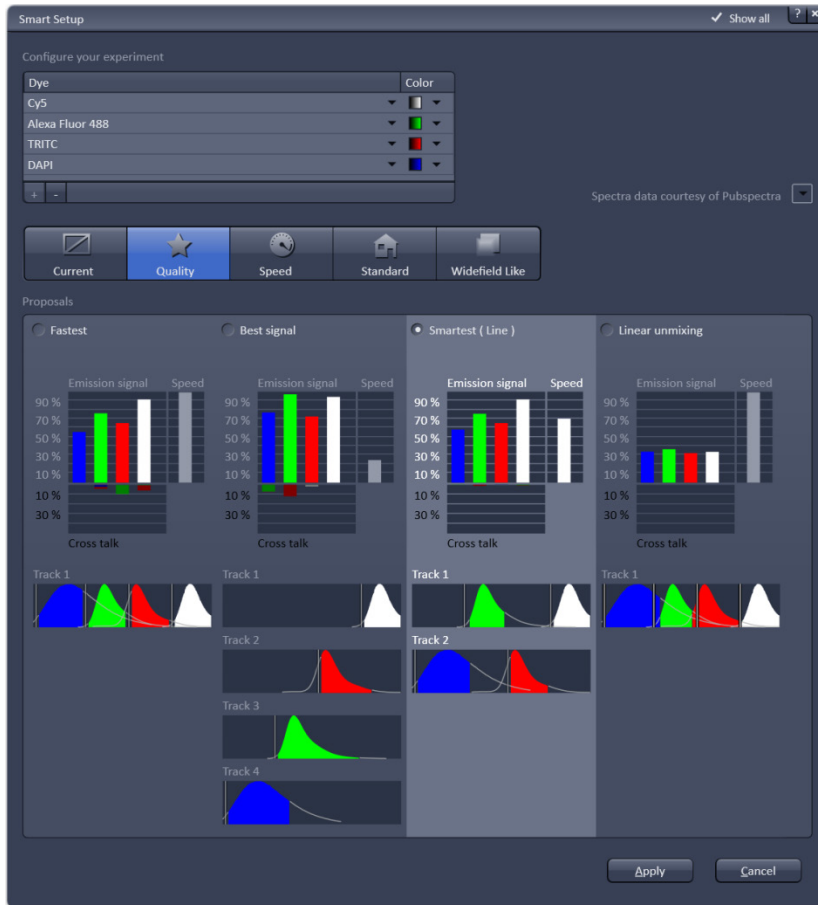 Smart Setup
Show all
? ×
Configure your experiment
Dye Color
Cy5
Alexa Fluor 488
TRITC
DAPI
+ -
Spectra data courtesy of Pubspectra
Current Quality Speed Standard Widefield Like
Proposals
Fastest
Emission signal Speed
90 %
70 %
50 %
30 %
10 %
10 %
30 %
Cross talk
Track 1
Best signal
Emission signal Speed
90 %
70 %
50 %
30 %
10 %
10 %
30 %
Cross talk
Track 1
Track 2
Track 3
Track 4
Smartest ( Line )
Emission signal Speed
90 %
70 %
50 %
30 %
10 %
10 %
30 %
Cross talk
Track 1
Track 2
Linear unmixing
Emission signal Speed
90 %
70 %
50 %
30 %
10 %
10 %
30 %
Cross talk
Track 1
Apply Cancel